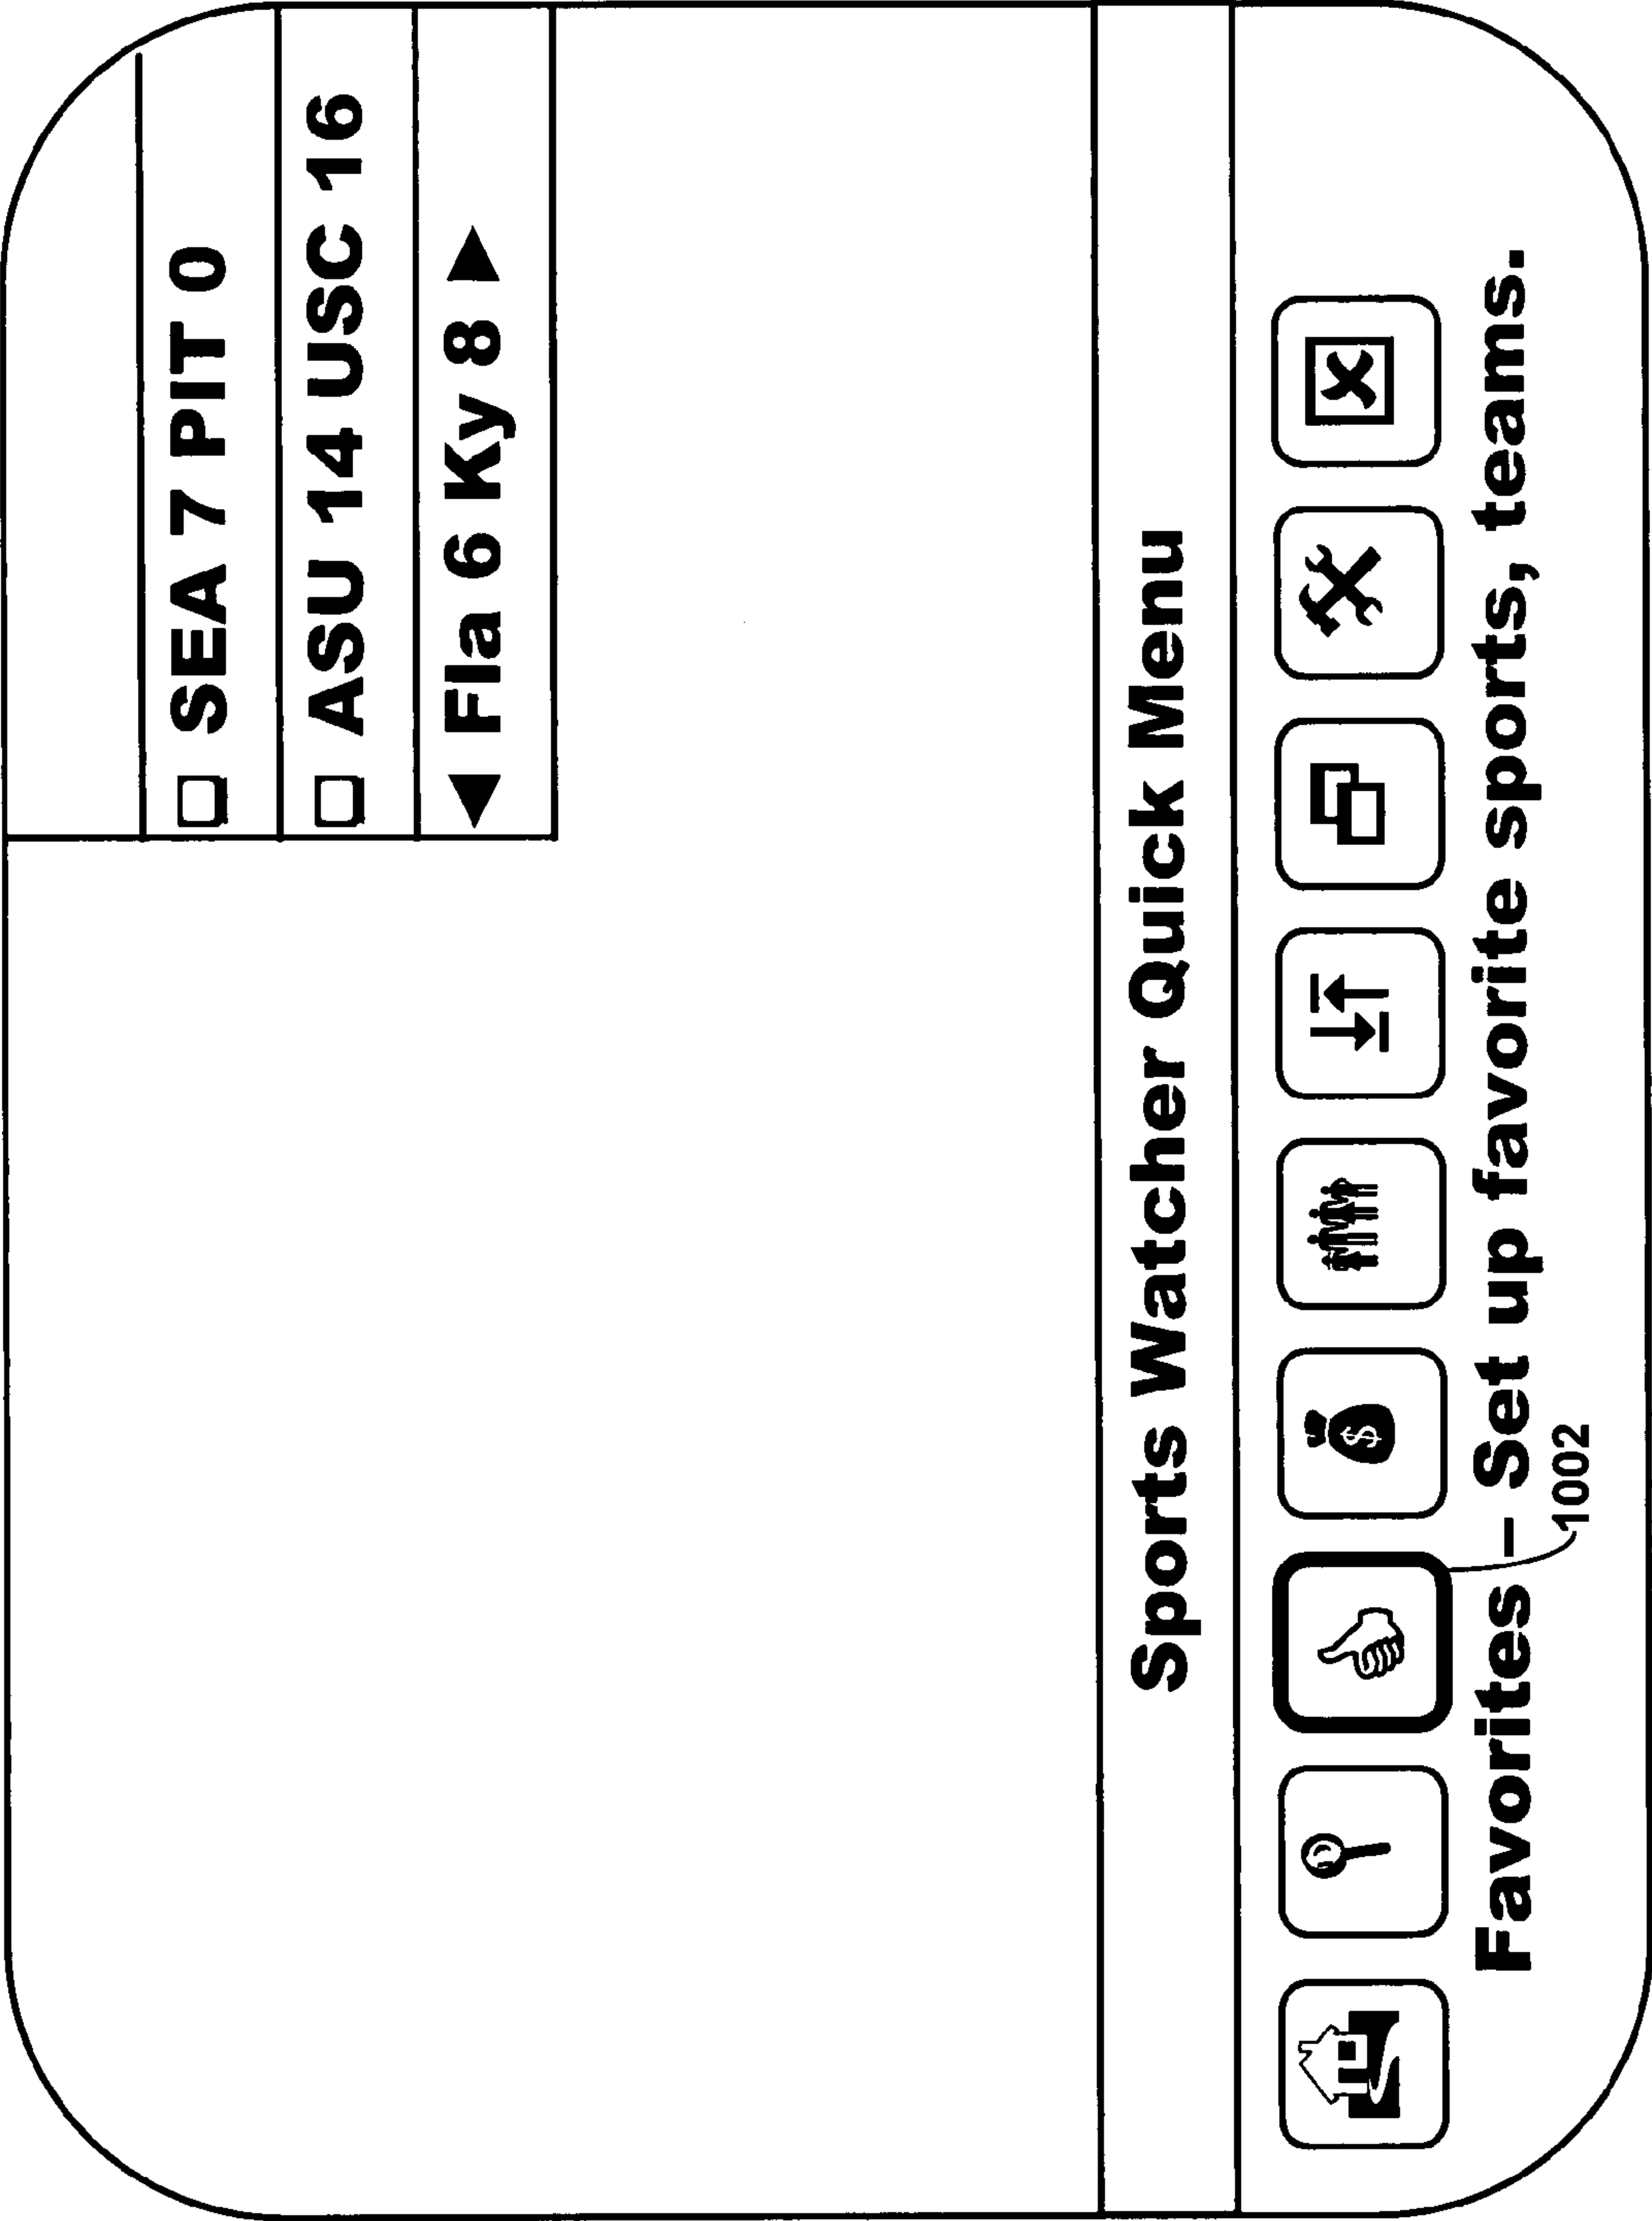 □ SEA 7 PIT 0
□ ASU 14 USC 16
◀ Fla 6 Ky 8 ▶
Sports Watcher Quick Menu
$
Favorites – Set up favorite sports, teams.
1002